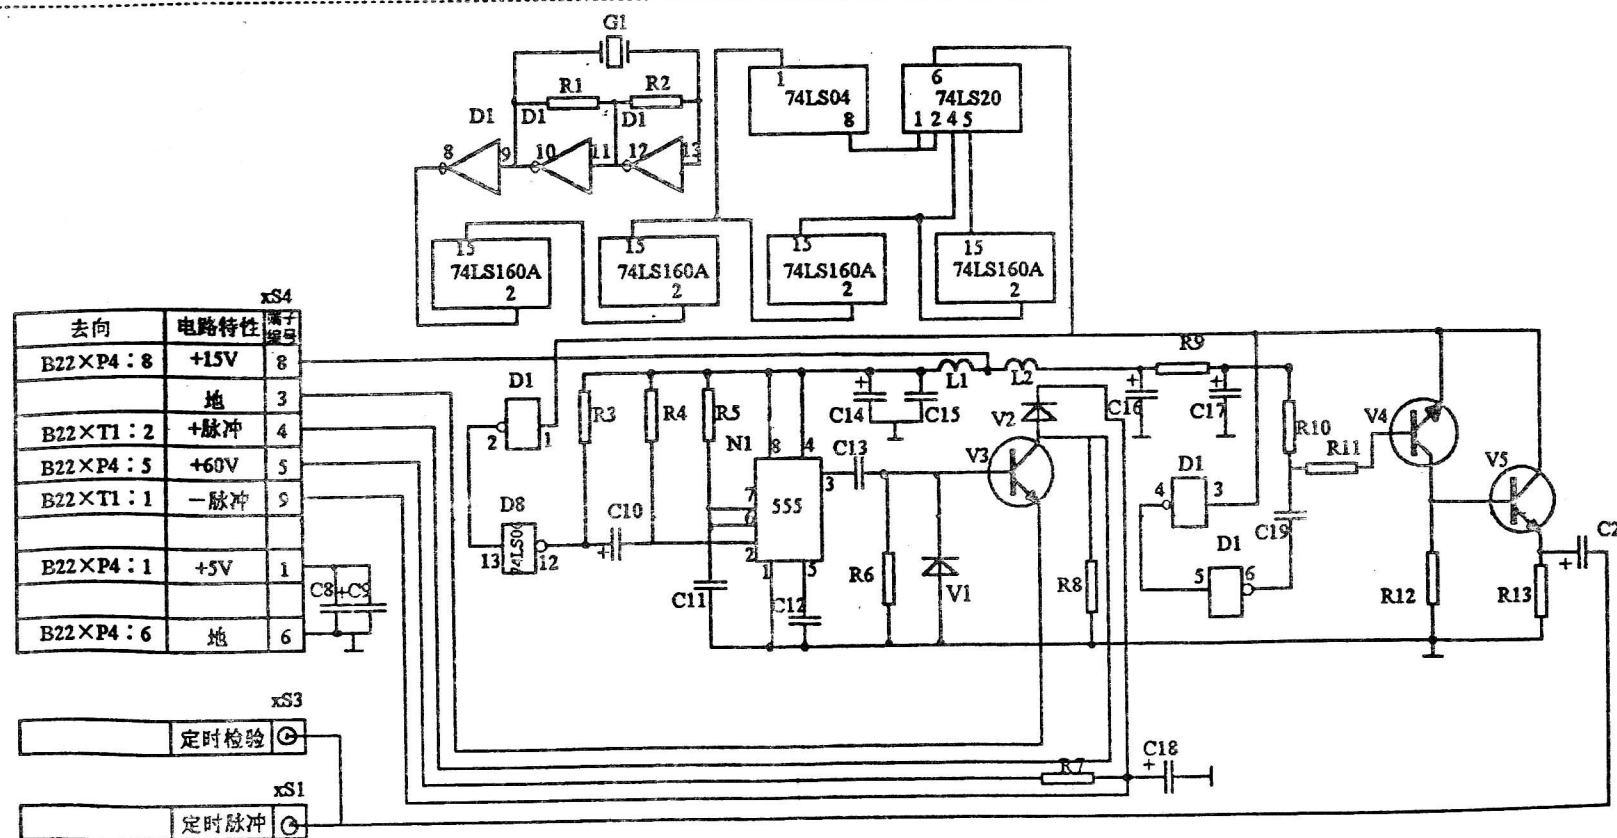 G1
R1 R2
D1 D1 D1
8 9 10 11 12 13
1
74LS04
8
6
74LS20
1 2 4 5
15
74LS160A
2
15
74LS160A
2
15
74LS160A
2
15
74LS160A
2
xS4
去向 电路特性 端子编号
B22×P4:8 +15V 8
地 3
B22×T1:2 +脉冲 4
B22×P4:5 +60V 5
B22×T1:1 一脉冲 9
B22×P4:1 +5V 1
B22×P4:6 地 6
C8 + C9
D1
2 1
D8
74LS00
13 12
R3 R4 R5
+ C10
C11
N1
8 4
7
6
2
555
3
1 5
C12
C13
+ C14 C15
L1 L2
R6 V1
V2
V3
R8
+ C16
R9
+ C17
R10
R11
C19
D1
4 3
D1
5 6
V4
V5
R12 R13
+ C2
R7
C18
+
xS3
定时检验
xS1
定时脉冲